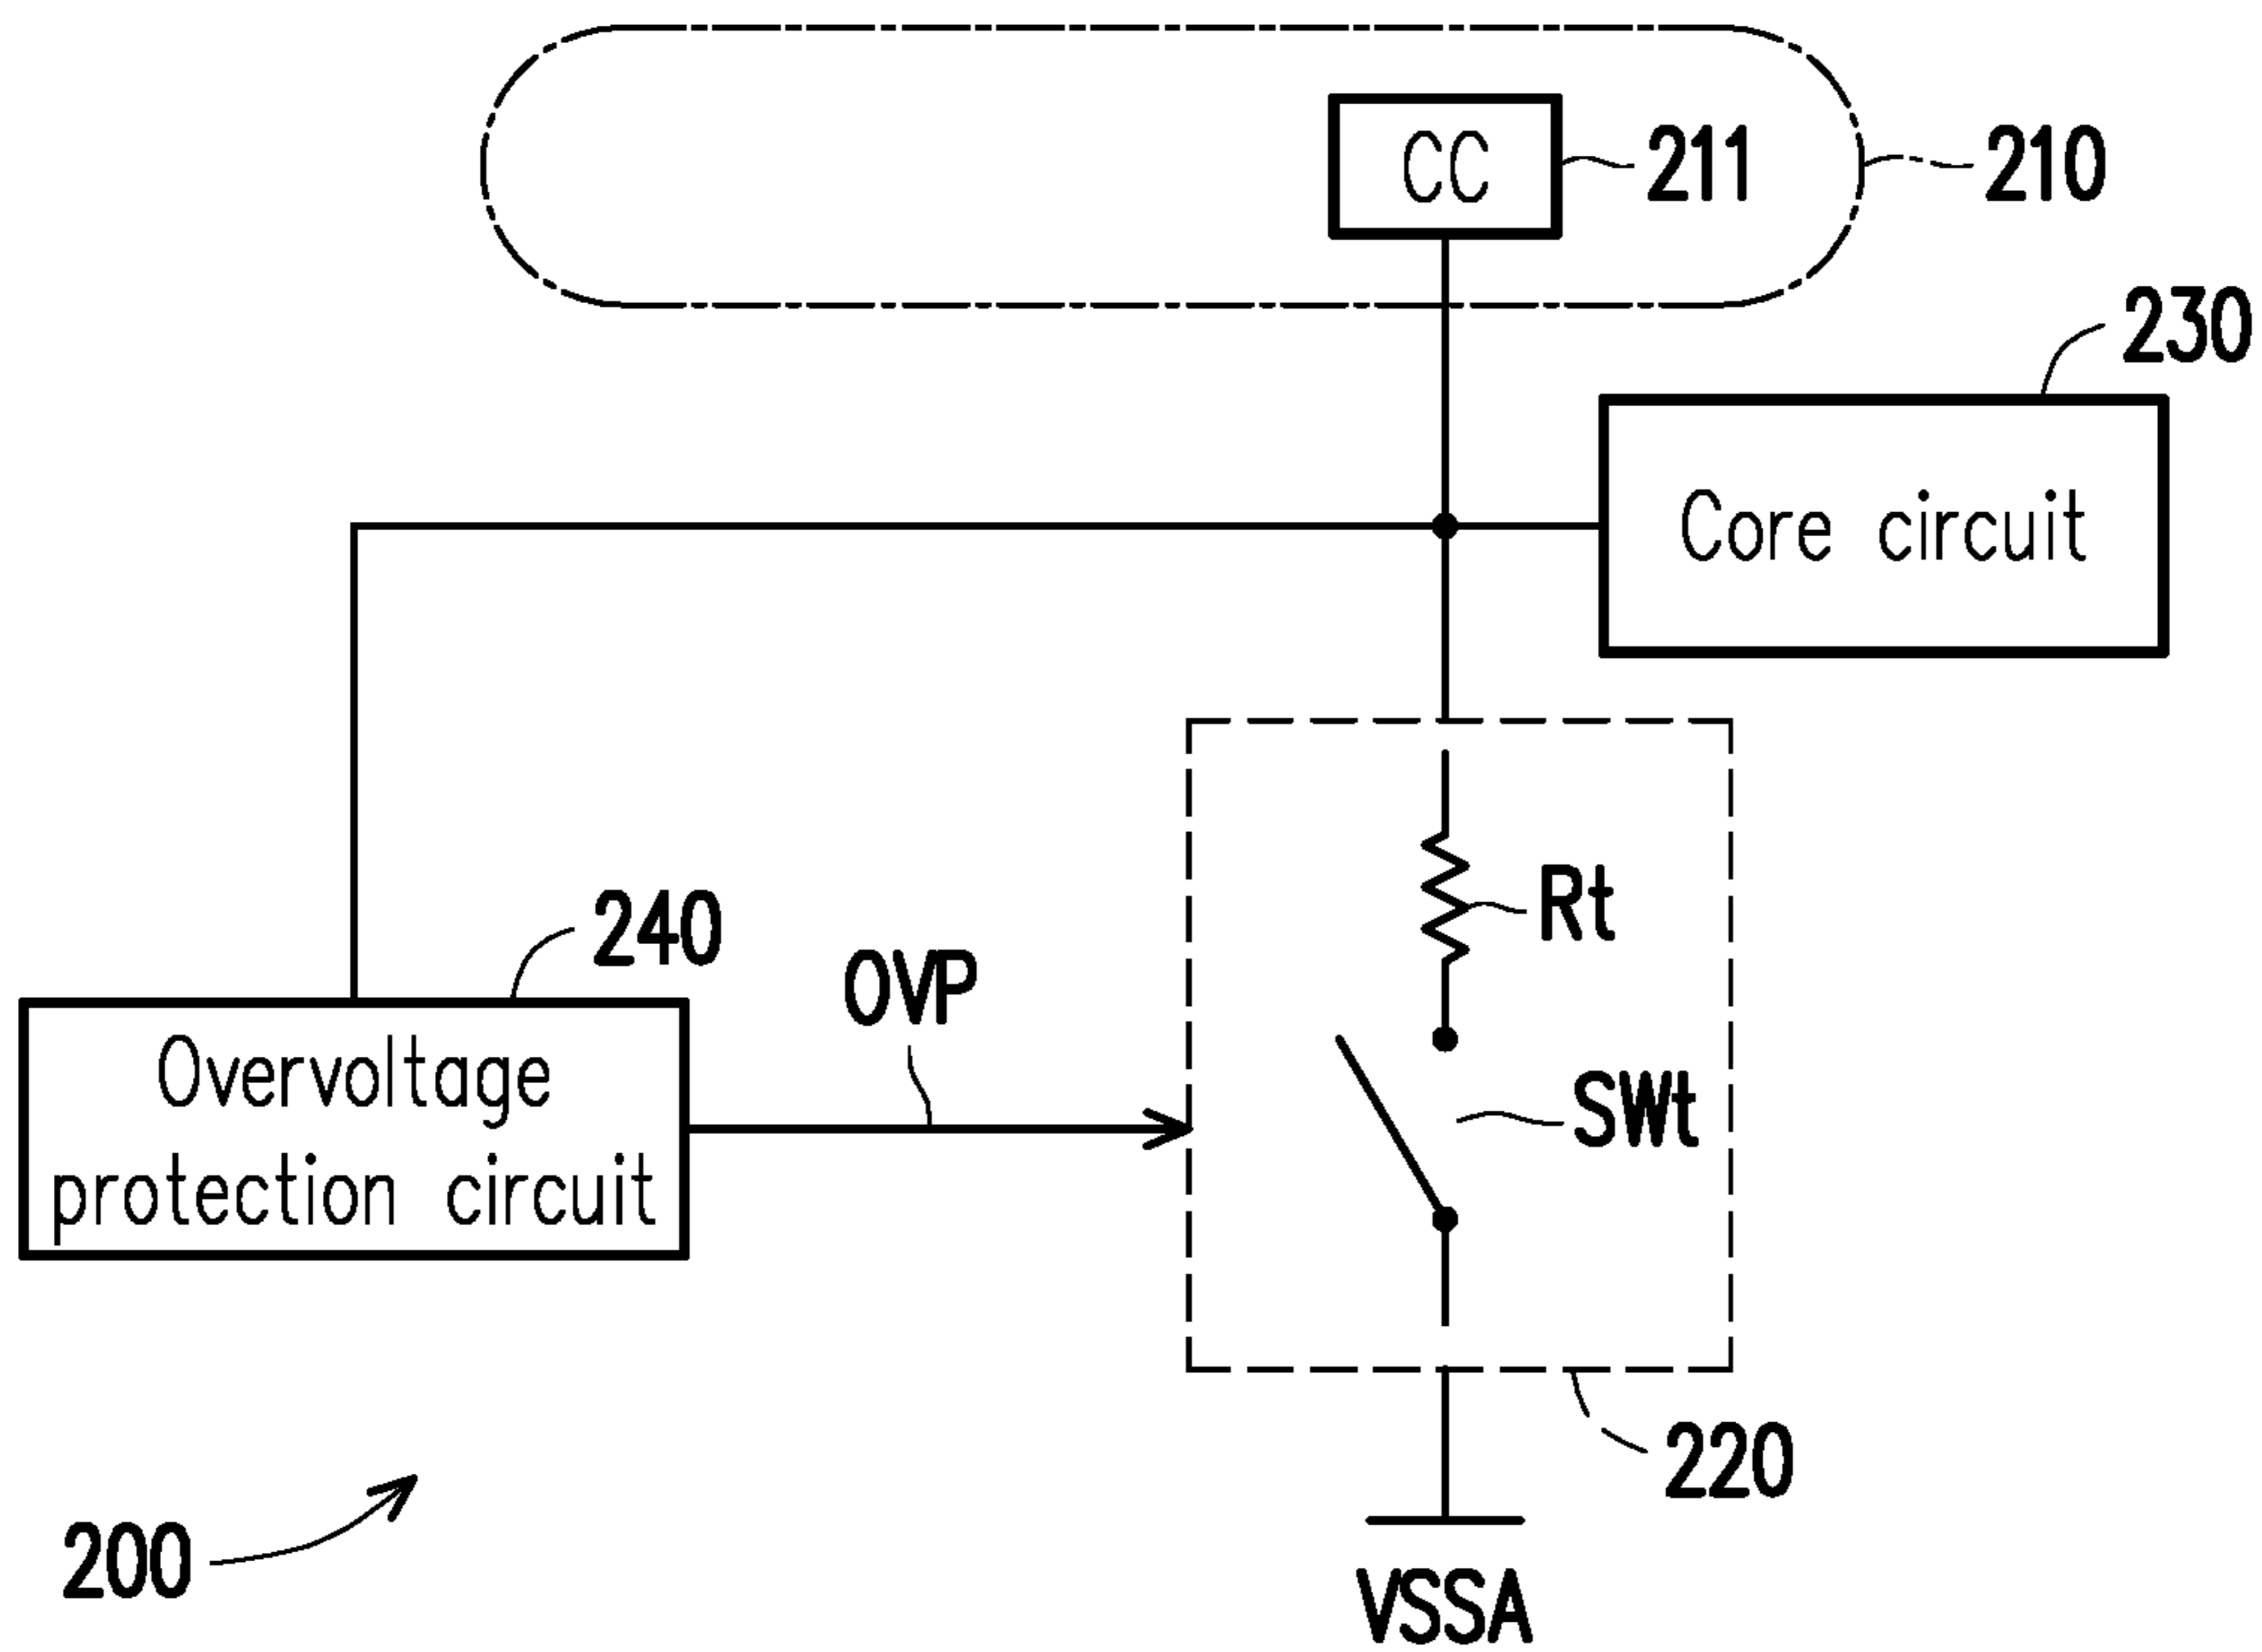 CC
211
210
230
Core circuit
Rt
240
OVP
Overvoltage
protection circuit
SWt
220
200
VSSA